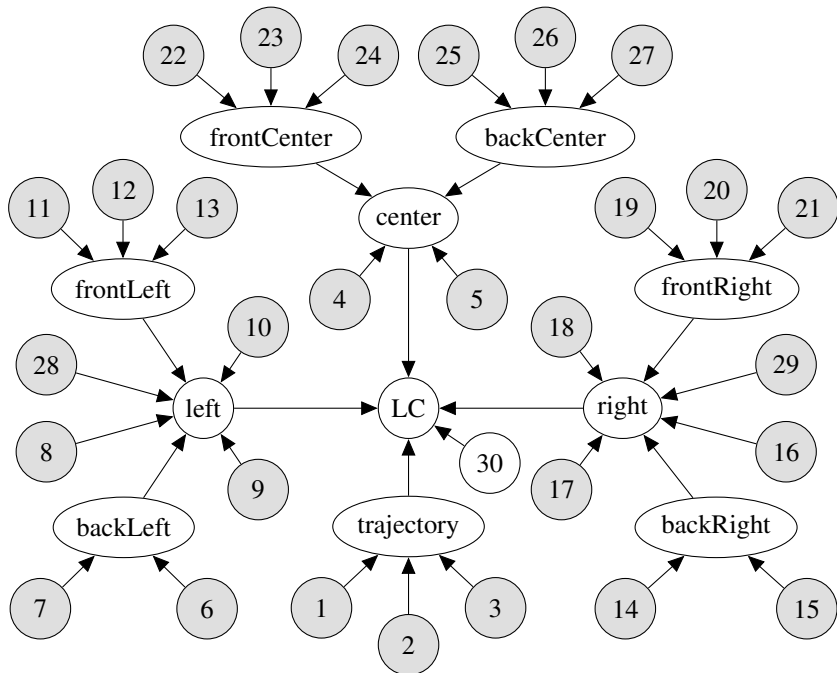 23
26
22
24
25
27
frontCenter
backCenter
12
20
11
13
19
21
center
frontLeft
4
5
frontRight
10
18
28
29
left
LC
right
8
16
30
9
17
backLeft
trajectory
backRight
7
6
1
3
14
15
2